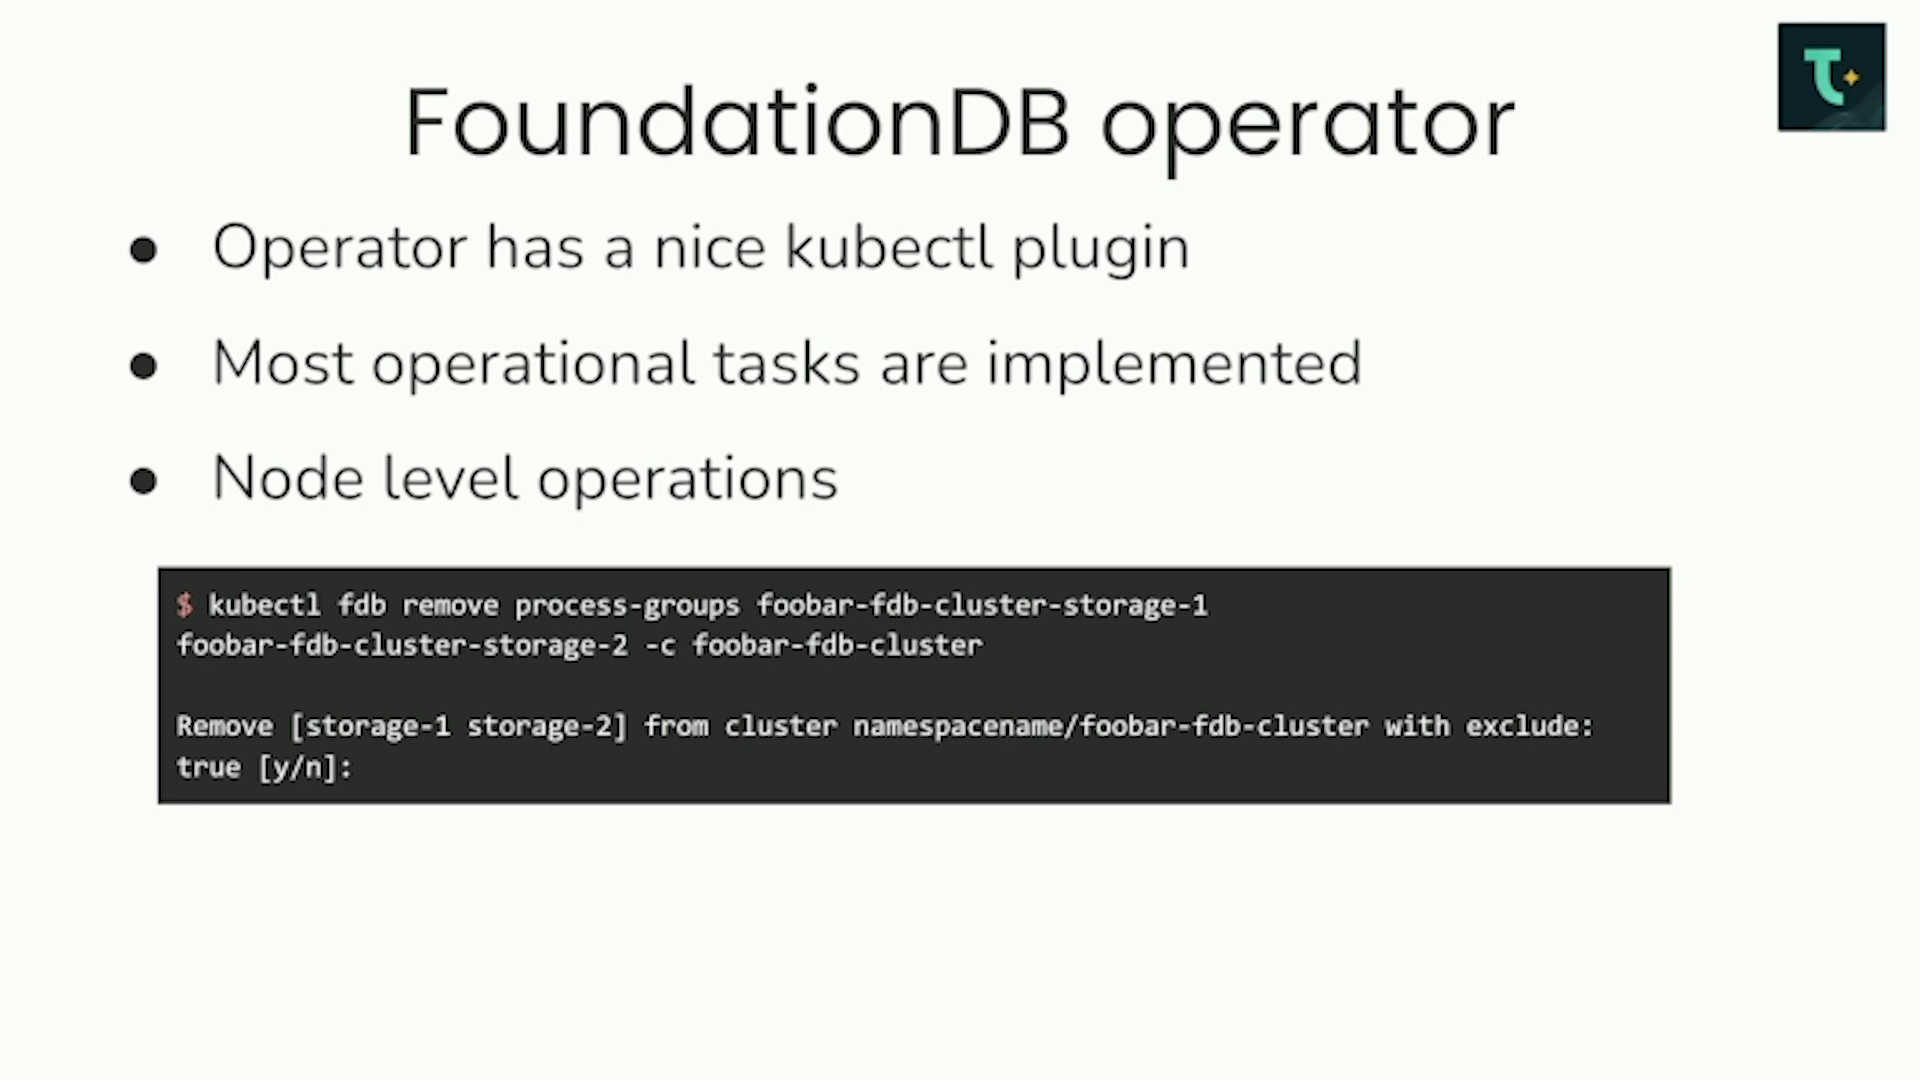 FoundationDB operator
● Operator has a nice kubectl plugin
● Most operational tasks are implemented
● Node level operations
$ kubectl fdb remove process-groups foobar-fdb-cluster-storage-1
foobar-fdb-cluster-storage-2 -c foobar-fdb-cluster
Remove [storage-1 storage-2] from cluster namespacename/foobar-fdb-cluster with exclude:
true [y/n]: